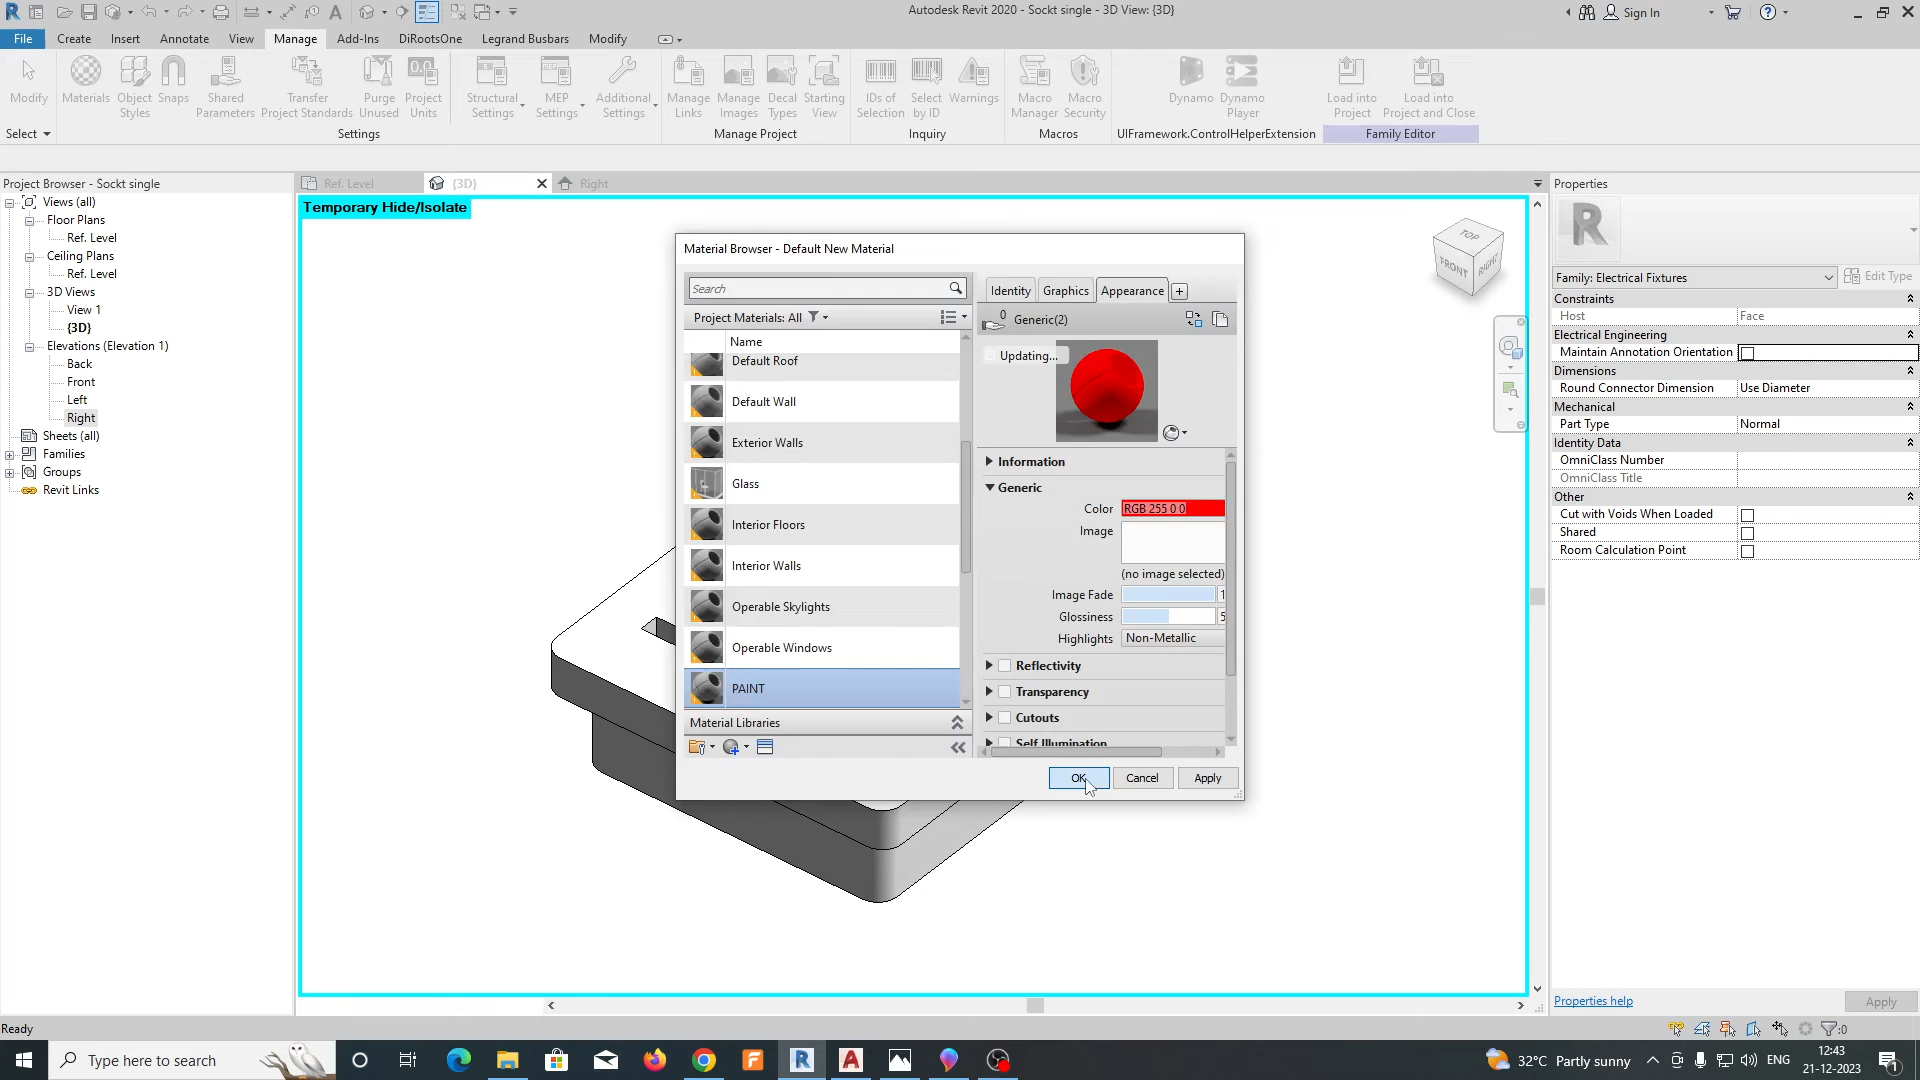 Autodesk Revit 2020 - Sockt single - 3D View: {3D}
Sign In
File Create Insert Annotate View Manage Add-Ins DiRootsOne Legrand Busbars Modify
Modify
Materials
Object Styles
Snaps
Shared Parameters
Transfer Project Standards
Purge Unused
Project Units
Structural Settings
MEP Settings
Additional Settings
Manage Links
Manage Images
Decal Types
Starting View
IDs of Selection
Select by ID
Warnings
Macro Manager
Macro Security
Dynamo
Dynamo Player
Load into Project
Load into Project and Close
Select
Settings
Manage Project
Inquiry
Macros
UIFramework.ControlHelperExtension
Family Editor
Project Browser - Sockt single
Views (all)
Floor Plans
Ref. Level
Ceiling Plans
Ref. Level
3D Views
View 1
{3D}
Elevations (Elevation 1)
Back
Front
Left
Right
Sheets (all)
Families
Groups
Revit Links
Ref. Level
{3D}
Right
Temporary Hide/Isolate
TOP
FRONT
RIGHT
Material Browser - Default New Material
Search
Project Materials: All
Name
Default Roof
Default Wall
Exterior Walls
Glass
Interior Floors
Interior Walls
Operable Skylights
Operable Windows
PAINT
Material Libraries
Identity Graphics Appearance
0
Generic(2)
Updating...
Information
Generic
Color RGB 255 0 0
Image
(no image selected)
Image Fade 1
Glossiness 5
Highlights Non-Metallic
Reflectivity
Transparency
Cutouts
Self Illumination
OK Cancel Apply
Properties
Family: Electrical Fixtures
Edit Type
Constraints
Host Face
Electrical Engineering
Maintain Annotation Orientation
Dimensions
Round Connector Dimension Use Diameter
Mechanical
Part Type Normal
Identity Data
OmniClass Number
OmniClass Title
Other
Cut with Voids When Loaded
Shared
Room Calculation Point
Properties help
Apply
Ready
:0
Type here to search
32°C Partly sunny
ENG
12:43
21-12-2023
1